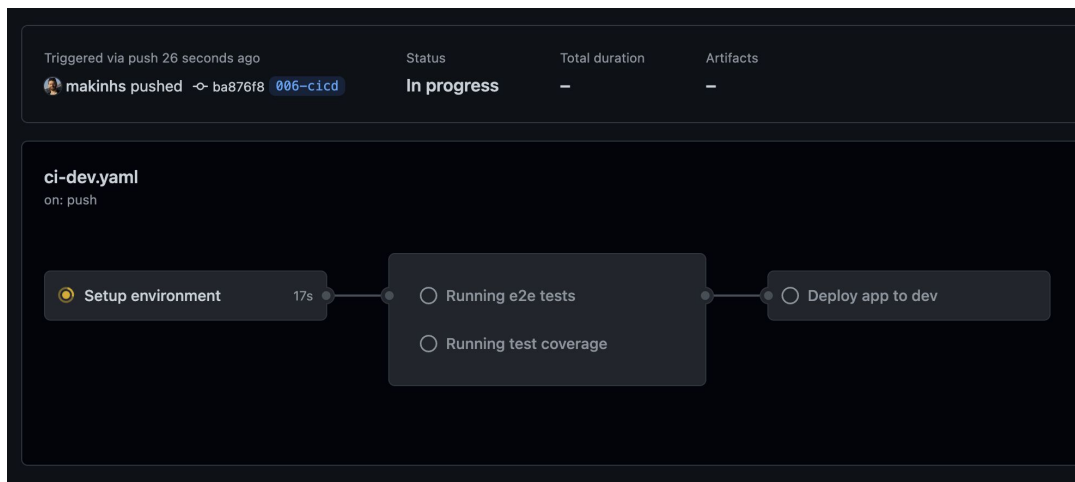 Triggered via push 26 seconds ago
makinhs pushed ba876f8 006-cicd
Status
In progress
Total duration
–
Artifacts
–
ci-dev.yaml
on: push
Setup environment 17s
Running e2e tests
Running test coverage
Deploy app to dev